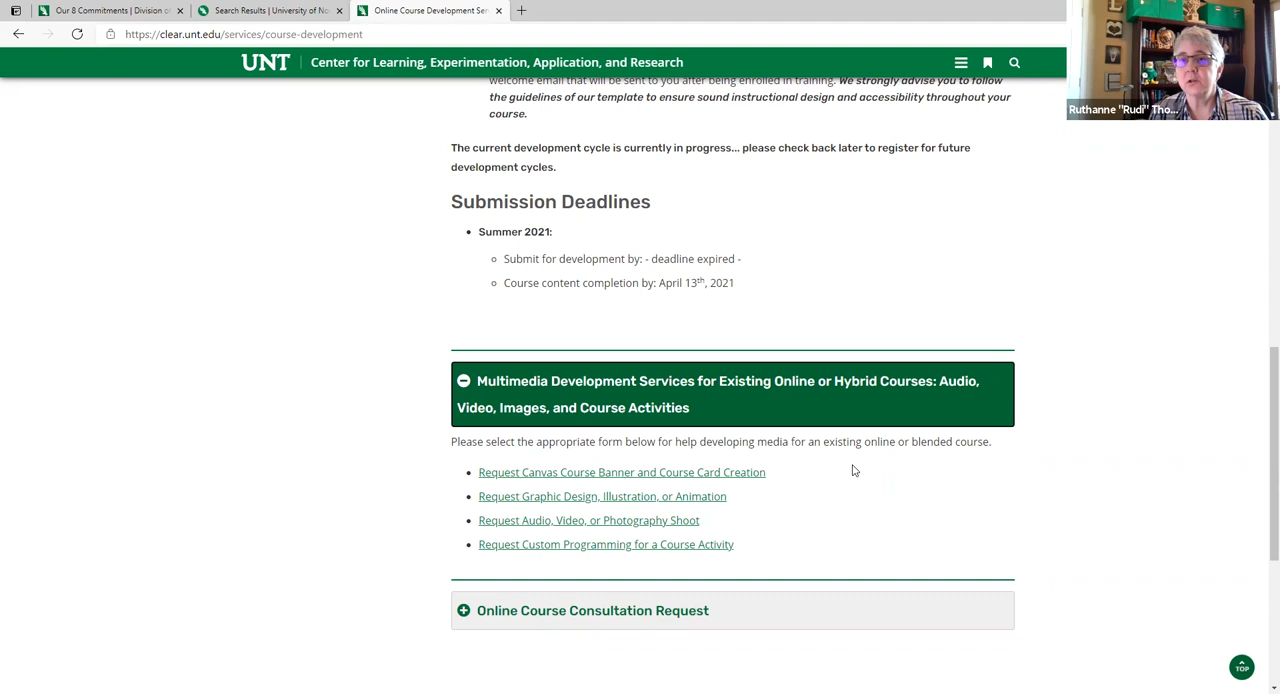 Our 8 Commitments | Division of
Search Results | University of No
Online Course Development Ser
https://clear.unt.edu/services/course-development
UNT
Center for Learning, Experimentation, Application, and Research
Ruthanne "Rudi" Tho...
welcome email that will be sent to you after being enrolled in training. We strongly advise you to follow
the guidelines of our template to ensure sound instructional design and accessibility throughout your
course.
The current development cycle is currently in progress... please check back later to register for future
development cycles.
Submission Deadlines
Summer 2021:
Submit for development by: - deadline expired -
Course content completion by: April 13th, 2021
Multimedia Development Services for Existing Online or Hybrid Courses: Audio,
Video, Images, and Course Activities
Please select the appropriate form below for help developing media for an existing online or blended course.
Request Canvas Course Banner and Course Card Creation
Request Graphic Design, Illustration, or Animation
Request Audio, Video, or Photography Shoot
Request Custom Programming for a Course Activity
Online Course Consultation Request
TOP